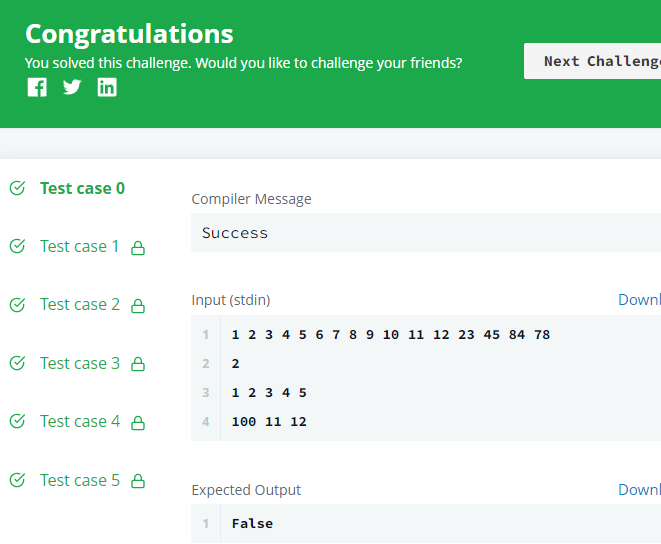 Congratulations
You solved this challenge. Would you like to challenge your friends?
Next Challenge
Test case 0
Test case 1
Test case 2
Test case 3
Test case 4
Test case 5
Compiler Message
Success
Input (stdin)
Downl
1 1 2 3 4 5 6 7 8 9 10 11 12 23 45 84 78
2 2
3 1 2 3 4 5
4 100 11 12
Expected Output
Downl
1 False